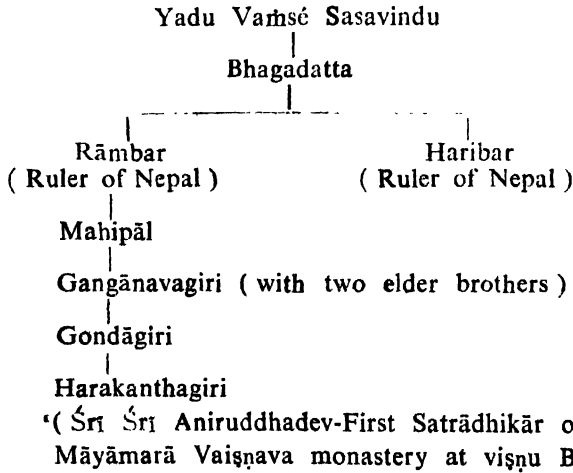 Yadu Vaṁsé Sasavindu
Bhagadatta
Rāmbar Haribar
( Ruler of Nepal ) ( Ruler of Nepal )
Mahipāl
Gangānavagiri ( with two elder brothers )
Gondāgiri
Harakanthagiri
‘( Śrī Śrī Aniruddhadev-First Satrādhikār o
Māyāmarā Vaiṣṇava monastery at viṣṇu B